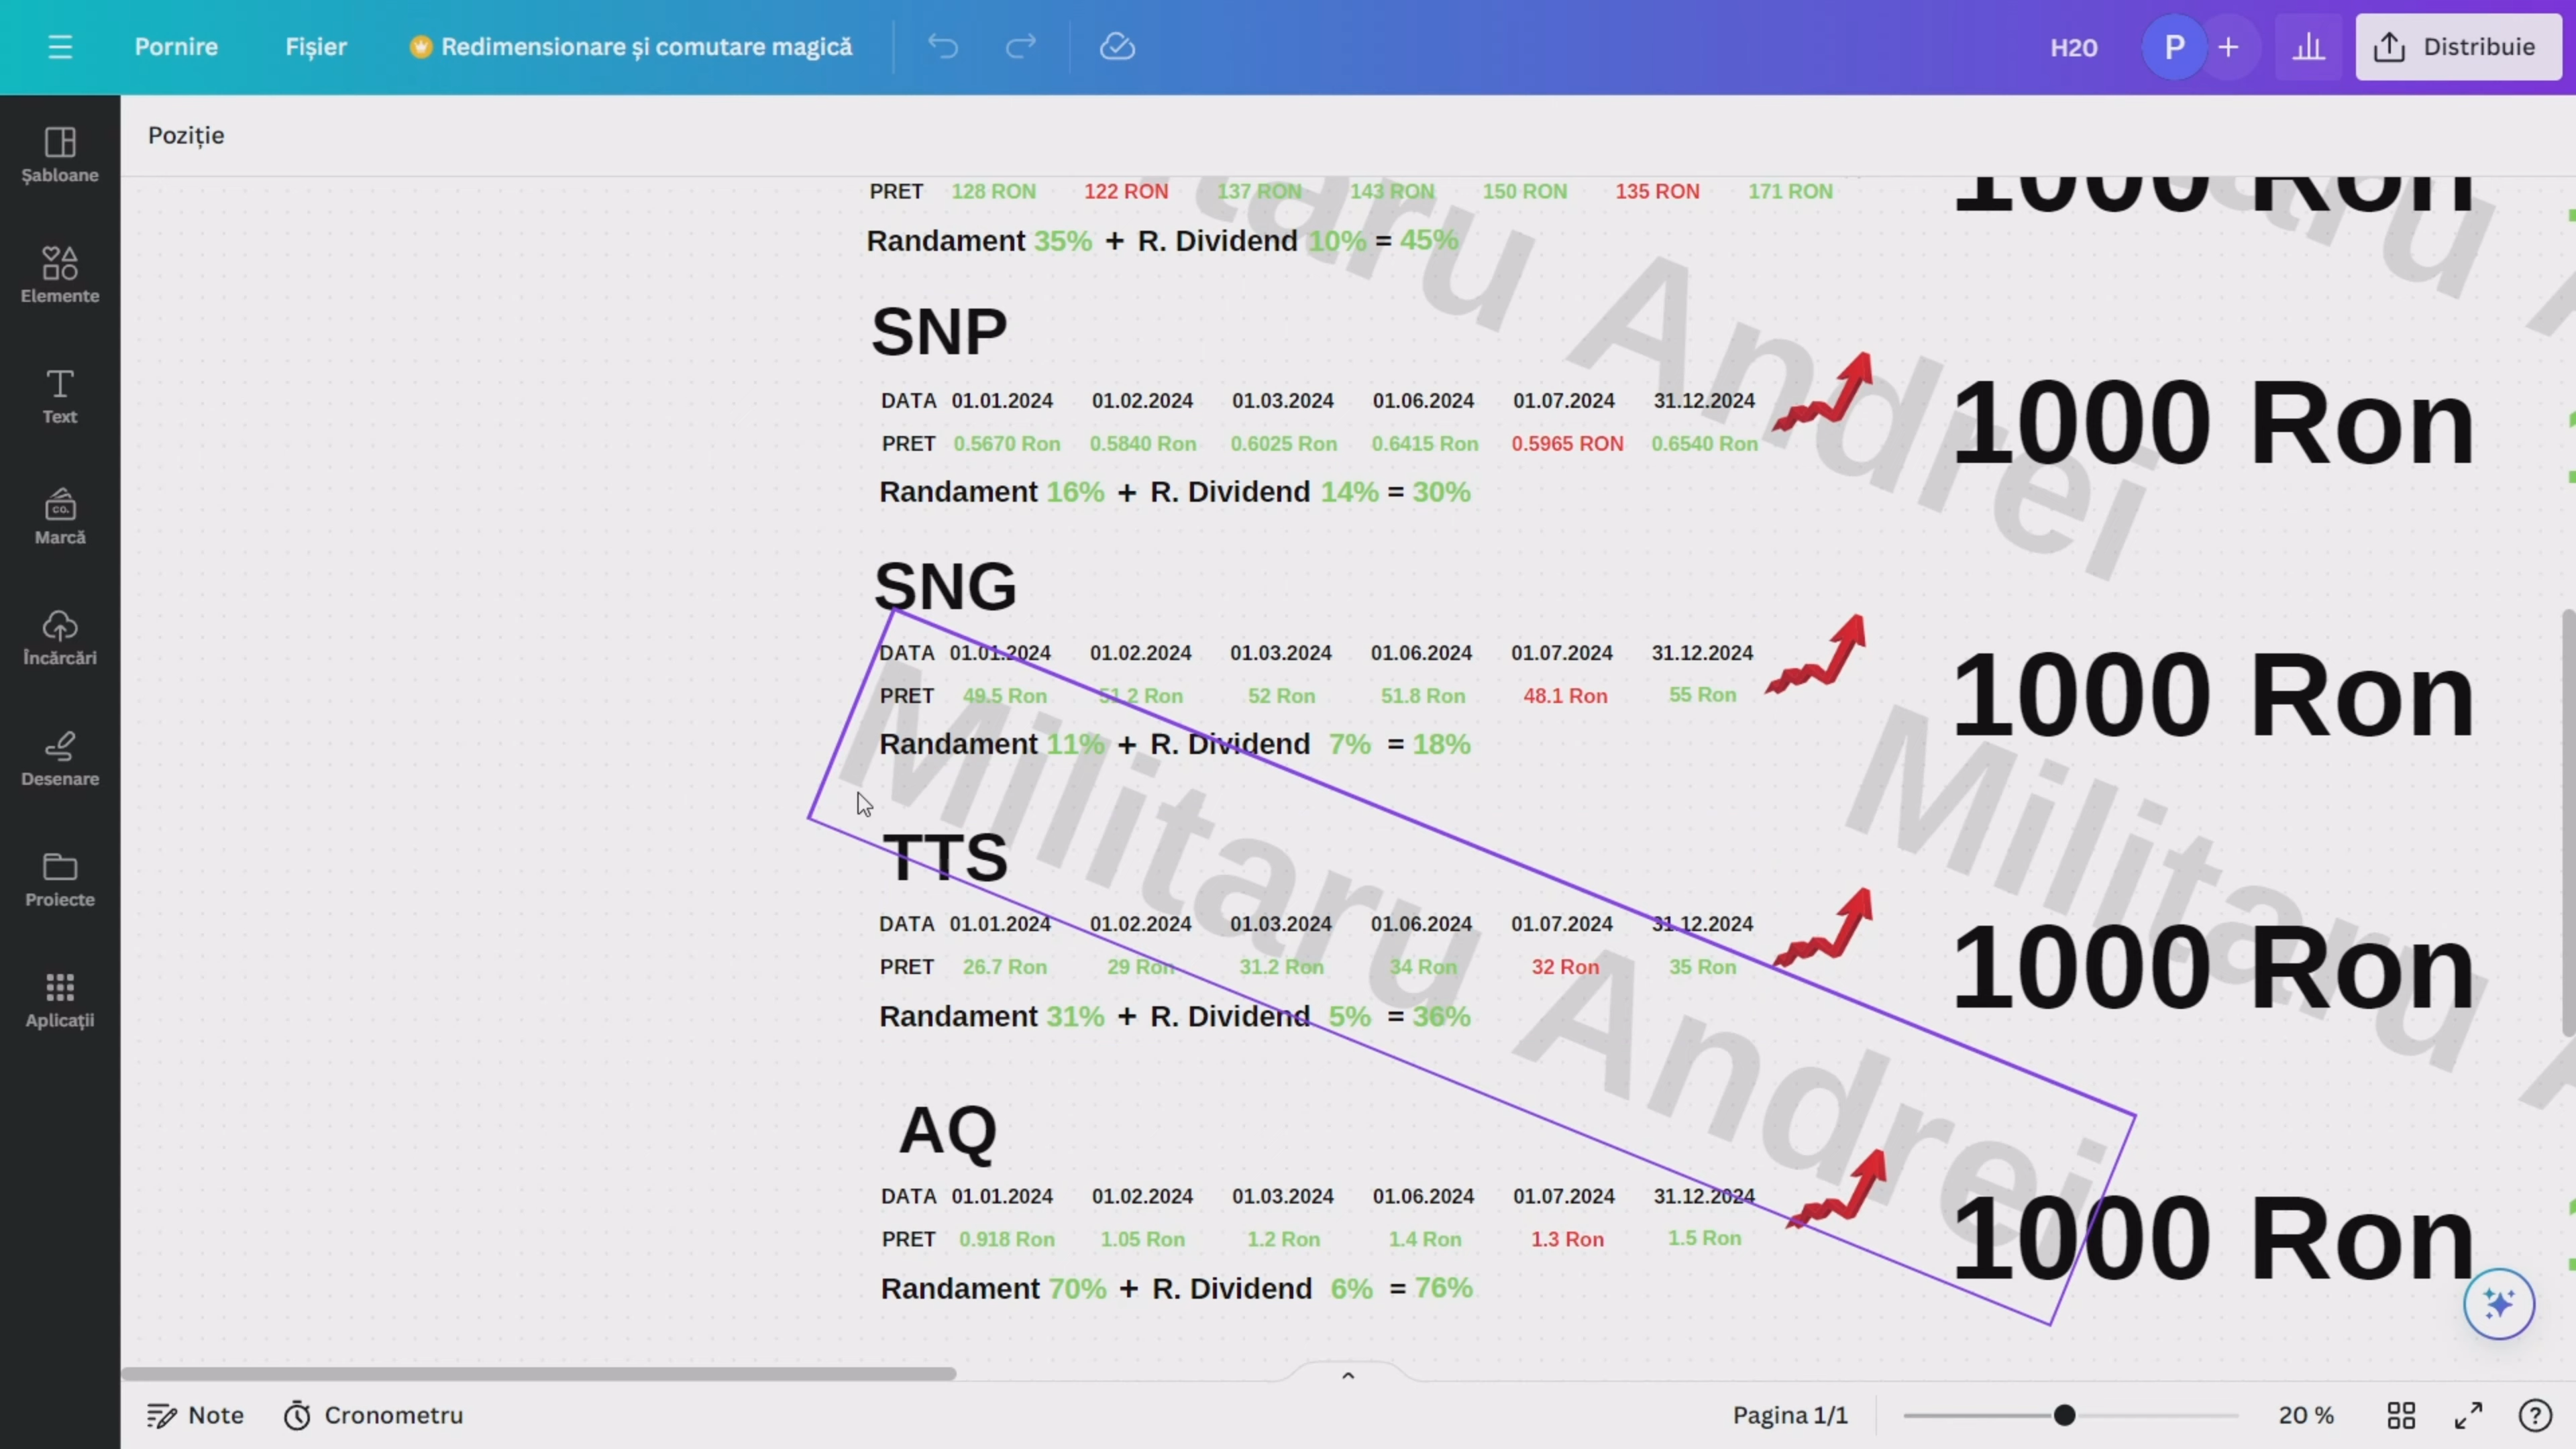 Pornire Fișier Redimensionare și comutare magică H2O P + Distribuie
Poziție
Șabloane
Elemente
Text
CO.
Marcă
Încărcări
Desenare
Proiecte
Aplicații
PRET 128 RON 122 RON 137 RON 143 RON 150 RON 135 RON 171 RON
1000 Ron
Randament 35% + R. Dividend 10% = 45%
SNP
DATA 01.01.2024 01.02.2024 01.03.2024 01.06.2024 01.07.2024 31.12.2024
PRET 0.5670 Ron 0.5840 Ron 0.6025 Ron 0.6415 Ron 0.5965 RON 0.6540 Ron
1000 Ron
Randament 16% + R. Dividend 14% = 30%
SNG
DATA 01.01.2024 01.02.2024 01.03.2024 01.06.2024 01.07.2024 31.12.2024
PRET 49.5 Ron 51.2 Ron 52 Ron 51.8 Ron 48.1 Ron 55 Ron
1000 Ron
Randament 11% + R. Dividend 7% = 18%
TTS
DATA 01.01.2024 01.02.2024 01.03.2024 01.06.2024 01.07.2024 31.12.2024
PRET 26.7 Ron 29 Ron 31.2 Ron 34 Ron 32 Ron 35 Ron
1000 Ron
Randament 31% + R. Dividend 5% = 36%
AQ
DATA 01.01.2024 01.02.2024 01.03.2024 01.06.2024 01.07.2024 31.12.2024
PRET 0.918 Ron 1.05 Ron 1.2 Ron 1.4 Ron 1.3 Ron 1.5 Ron
1000 Ron
Randament 70% + R. Dividend 6% = 76%
taru Andrei
Militaru Andrei
Militaru A
Note Cronometru Pagina 1/1 20 % ?